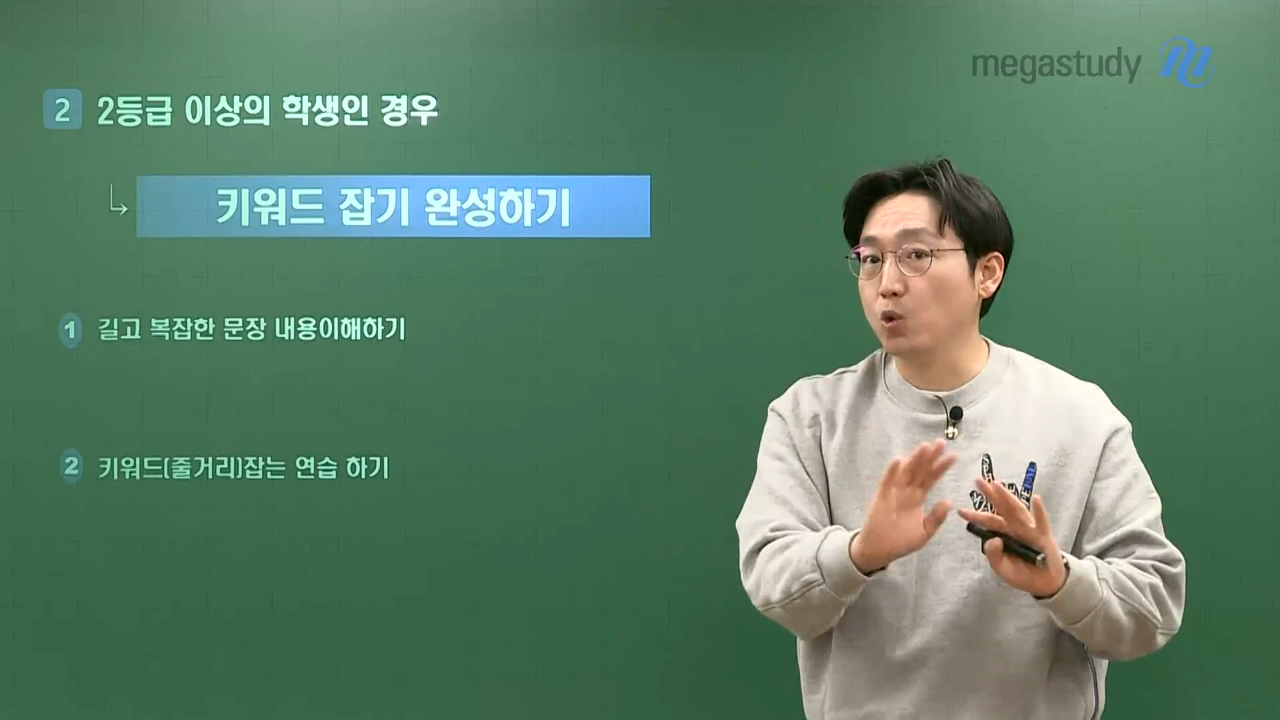 megastudy
2 2등급 이상의 학생인 경우
키워드 잡기 완성하기
1 길고 복잡한 문장 내용이해하기
2 키워드(줄거리)잡는 연습 하기